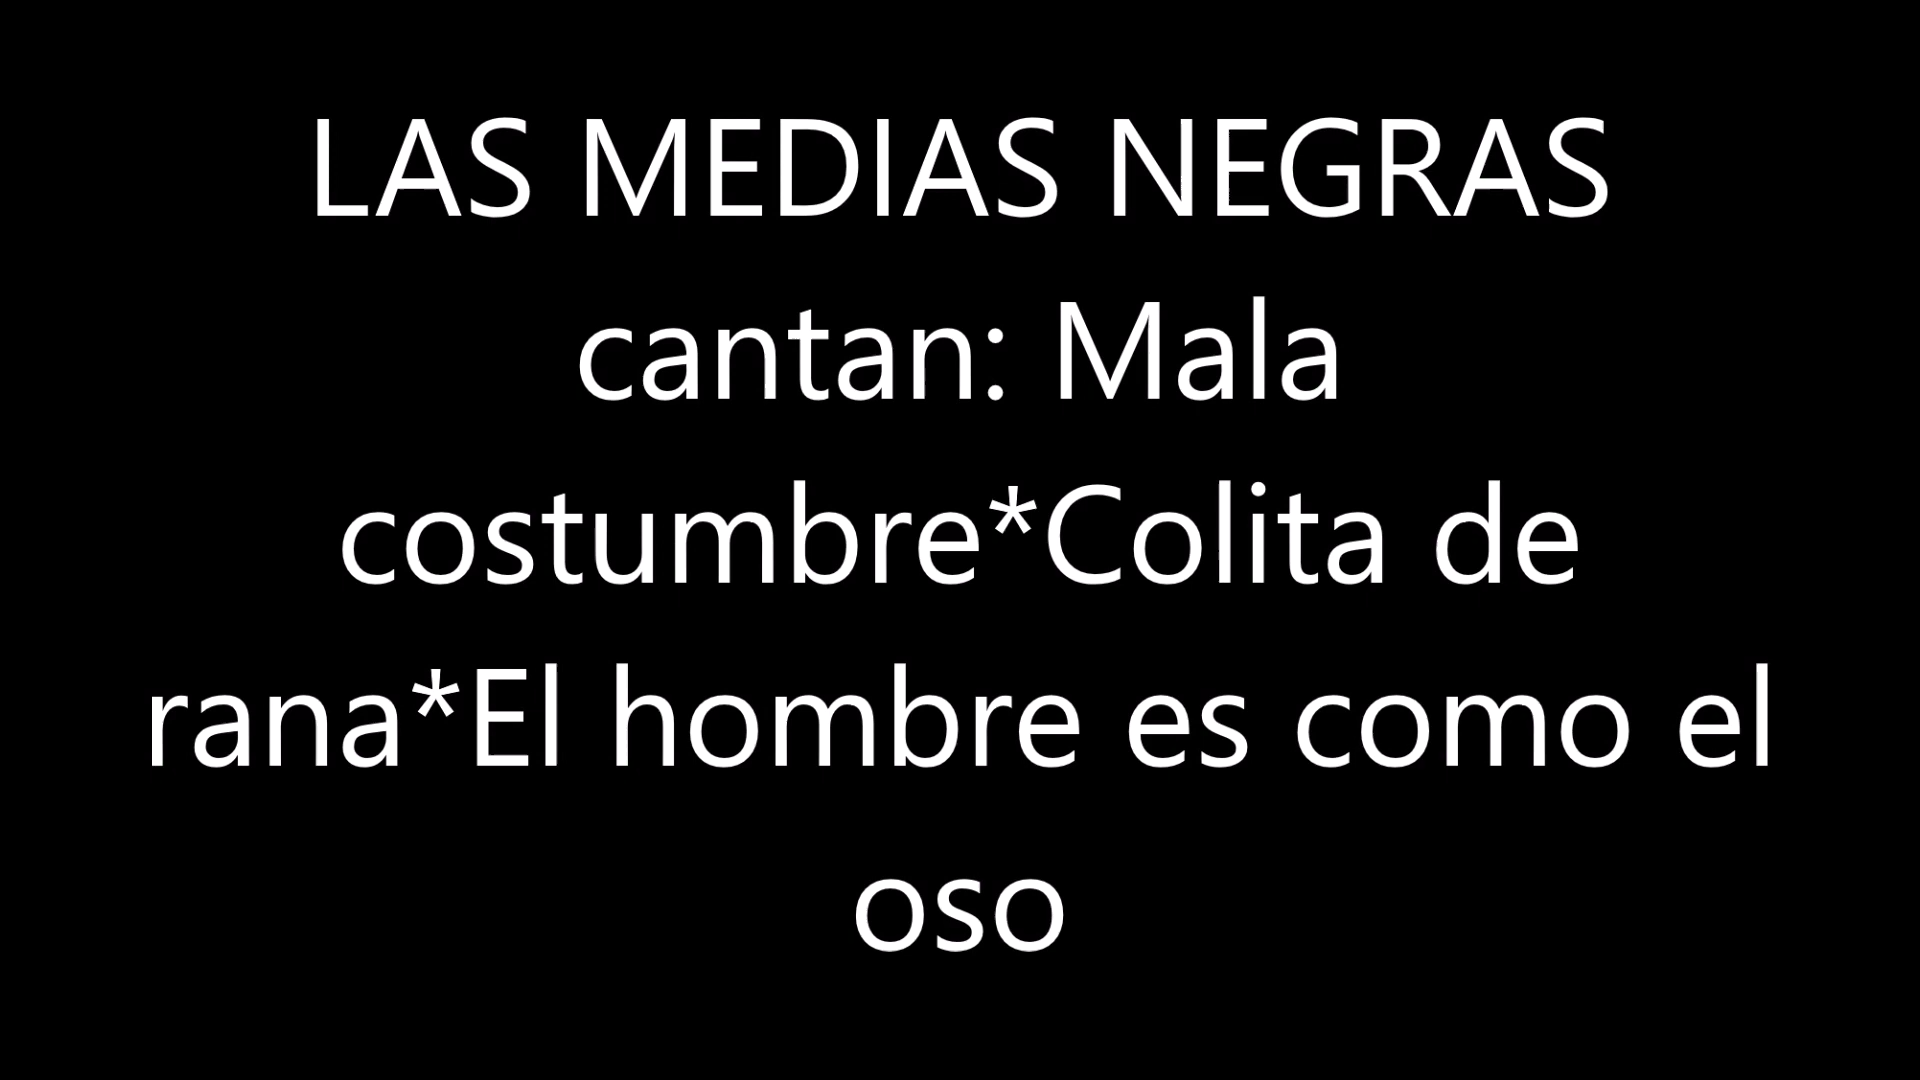 LAS MEDIAS NEGRAS
cantan: Mala
costumbre*Colita de
rana*El hombre es como el
oso